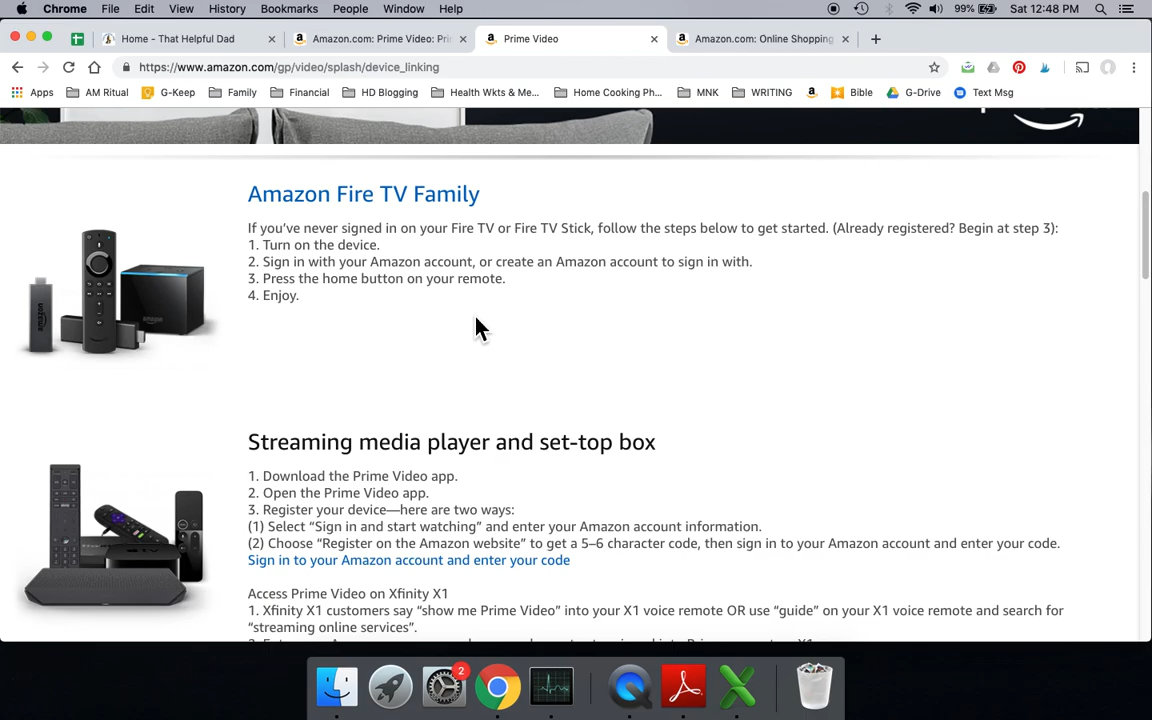 Chrome File Edit View History Bookmarks People Window Help 99% Sat 12:48 PM
Home - That Helpful Dad Amazon.com: Prime Video: Pri Prime Video Amazon.com: Online Shopping
https://www.amazon.com/gp/video/splash/device_linking
Apps AM Ritual G-Keep Family Financial HD Blogging Health Wkts & Me... Home Cooking Ph... MNK WRITING Bible G-Drive Text Msg
Amazon Fire TV Family
If you’ve never signed in on your Fire TV or Fire TV Stick, follow the steps below to get started. (Already registered? Begin at step 3):
1. Turn on the device.
2. Sign in with your Amazon account, or create an Amazon account to sign in with.
3. Press the home button on your remote.
4. Enjoy.
Streaming media player and set-top box
1. Download the Prime Video app.
2. Open the Prime Video app.
3. Register your device—here are two ways:
(1) Select “Sign in and start watching” and enter your Amazon account information.
(2) Choose “Register on the Amazon website” to get a 5–6 character code, then sign in to your Amazon account and enter your code.
Sign in to your Amazon account and enter your code
Access Prime Video on Xfinity X1
1. Xfinity X1 customers say “show me Prime Video” into your X1 voice remote OR use “guide” on your X1 voice remote and search for
“streaming online services”.
2